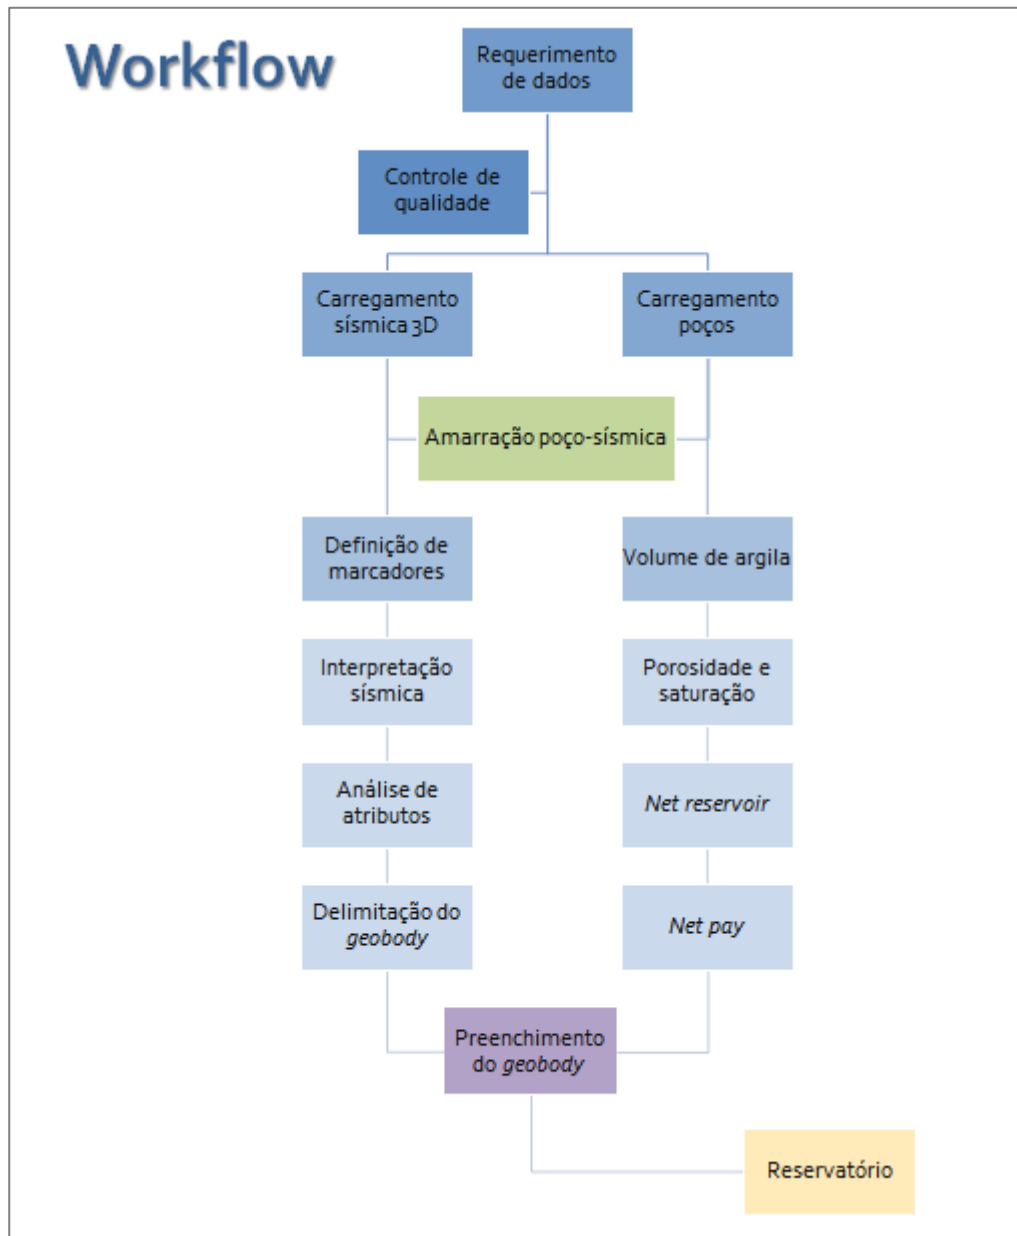 Workflow
Requerimento
de dados
Controle de
qualidade
Carregamento
sísmica 3D
Carregamento
poços
Amarração poço-sísmica
Definição de
marcadores
Volume de argila
Interpretação
sísmica
Porosidade e
saturação
Análise de
atributos
Net reservoir
Delimitação do
geobody
Net pay
Preenchimento
do geobody
Reservatório